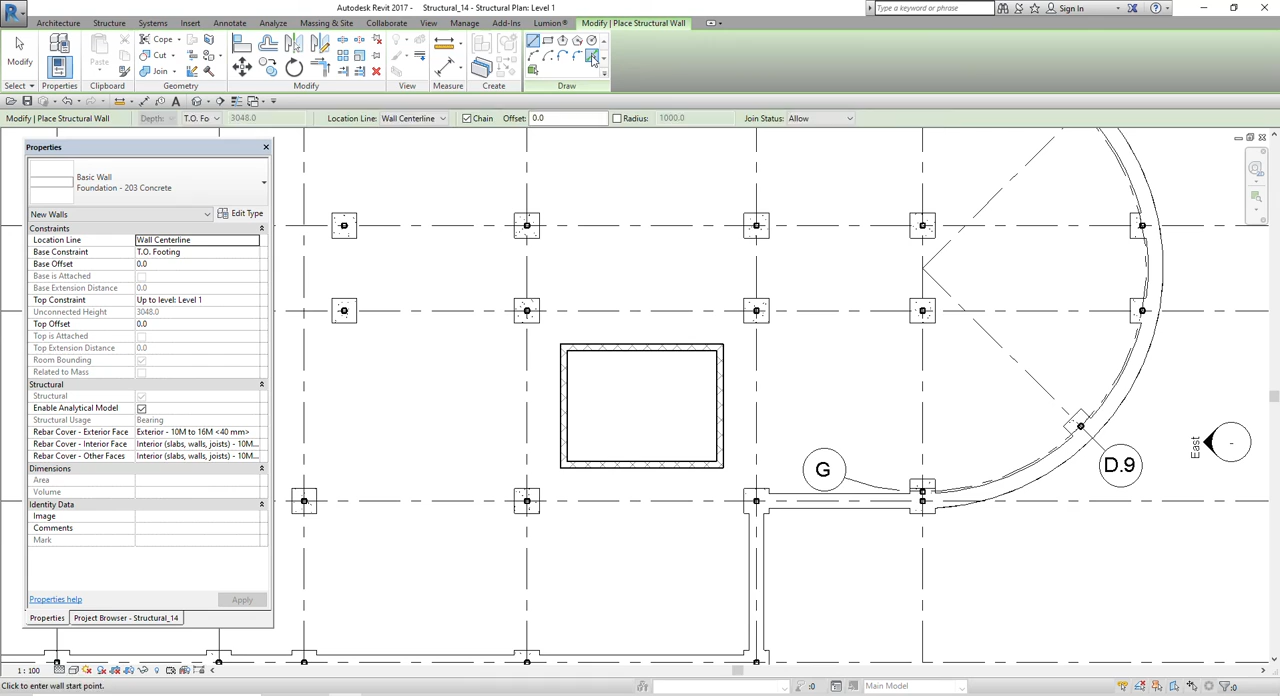 Autodesk Revit 2017 - Structural_14 - Structural Plan: Level 1
Type a keyword or phrase
Sign In
Architecture Structure Systems Insert Annotate Analyze Massing & Site Collaborate View Manage Add-Ins Lumion® Modify | Place Structural Wall
Modify
Paste
Cope
Cut
Join
Select Properties Clipboard Geometry Modify View Measure Create Draw
Modify | Place Structural Wall Depth: T.O. Fo 3048.0 Location Line: Wall Centerline Chain Offset: 0.0 Radius: 1000.0 Join Status: Allow
Properties
Basic Wall
Foundation - 203 Concrete
New Walls Edit Type
Constraints
Location Line Wall Centerline
Base Constraint T.O. Footing
Base Offset 0.0
Base is Attached
Base Extension Distance 0.0
Top Constraint Up to level: Level 1
Unconnected Height 3048.0
Top Offset 0.0
Top is Attached
Top Extension Distance 0.0
Room Bounding
Related to Mass
Structural
Structural
Enable Analytical Model
Structural Usage Bearing
Rebar Cover - Exterior Face Exterior - 10M to 16M <40 mm>
Rebar Cover - Interior Face Interior (slabs, walls, joists) - 10M...
Rebar Cover - Other Faces Interior (slabs, walls, joists) - 10M...
Dimensions
Area
Volume
Identity Data
Image
Comments
Mark
Properties help Apply
Properties Project Browser - Structural_14
G
D.9
East
-
1 : 100
Click to enter wall start point.
:0 Main Model :0